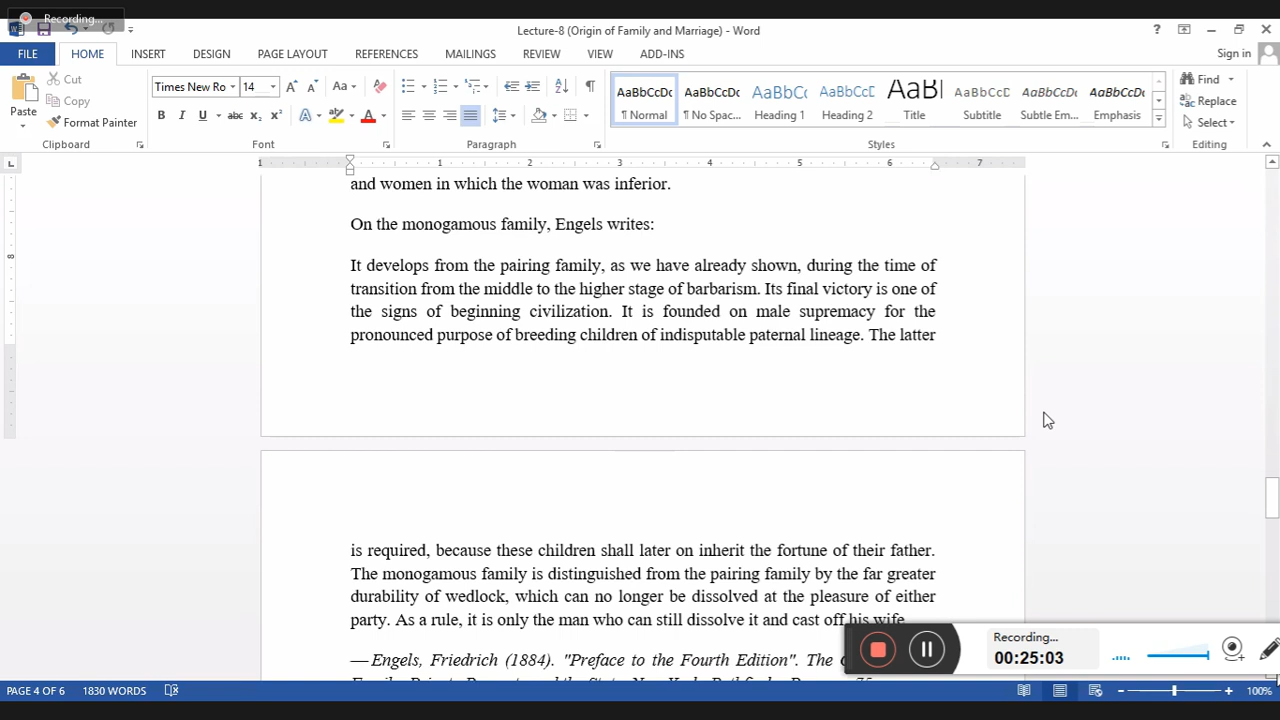 Recording...
Lecture-8 (Origin of Family and Marriage) - Word
FILE HOME INSERT DESIGN PAGE LAYOUT REFERENCES MAILINGS REVIEW VIEW ADD-INS Sign in
Cut
Copy
Format Painter
Paste
Clipboard
Times New Ro 14
Font
Paragraph
AaBbCcDc AaBbCcDc AaBbCc AaBbCcE AaBl AaBbCcD AaBbCcDc AaBbCcDc
¶ Normal ¶ No Spac... Heading 1 Heading 2 Title Subtitle Subtle Em... Emphasis
Styles
Find
Replace
Select
Editing
1 1 2 3 4 5 6 7
8
and women in which the woman was inferior.
On the monogamous family, Engels writes:
It develops from the pairing family, as we have already shown, during the time of
transition from the middle to the higher stage of barbarism. Its final victory is one of
the signs of beginning civilization. It is founded on male supremacy for the
pronounced purpose of breeding children of indisputable paternal lineage. The latter
is required, because these children shall later on inherit the fortune of their father.
The monogamous family is distinguished from the pairing family by the far greater
durability of wedlock, which can no longer be dissolved at the pleasure of either
party. As a rule, it is only the man who can still dissolve it and cast off his wife.
— Engels, Friedrich (1884). "Preface to the Fourth Edition". The
Recording...
00:25:03
PAGE 4 OF 6 1830 WORDS 100%